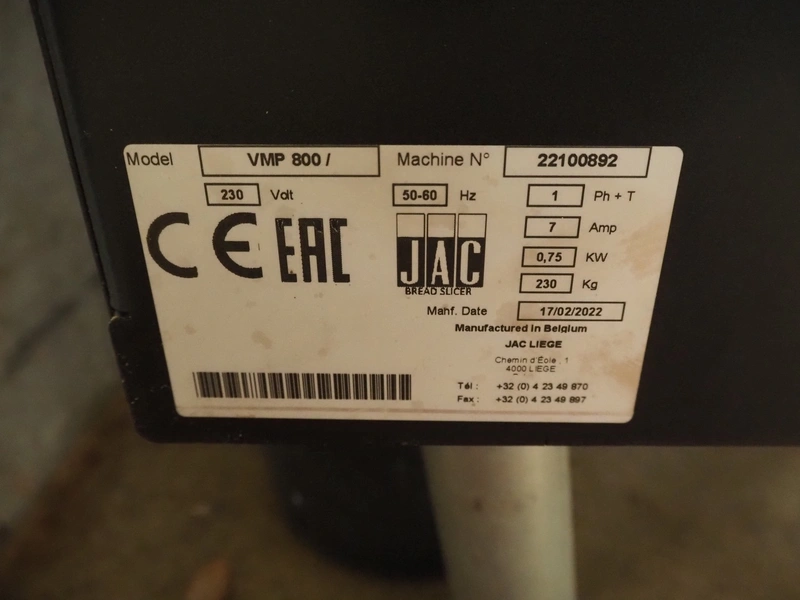 Model VMP 800 / Machine N° 22100892
230 Volt 50-60 Hz 1 Ph + T
7 Amp
CE EAC JAC
0,75 KW
BREAD SLICER 230 Kg
Manf. Date 17/02/2022
Manufactured in Belgium
JAC LIEGE
Chemin d'Éole , 1
4000 LIEGE
Tél : +32 (0) 4 23 49 870
Fax : +32 (0) 4 23 49 897